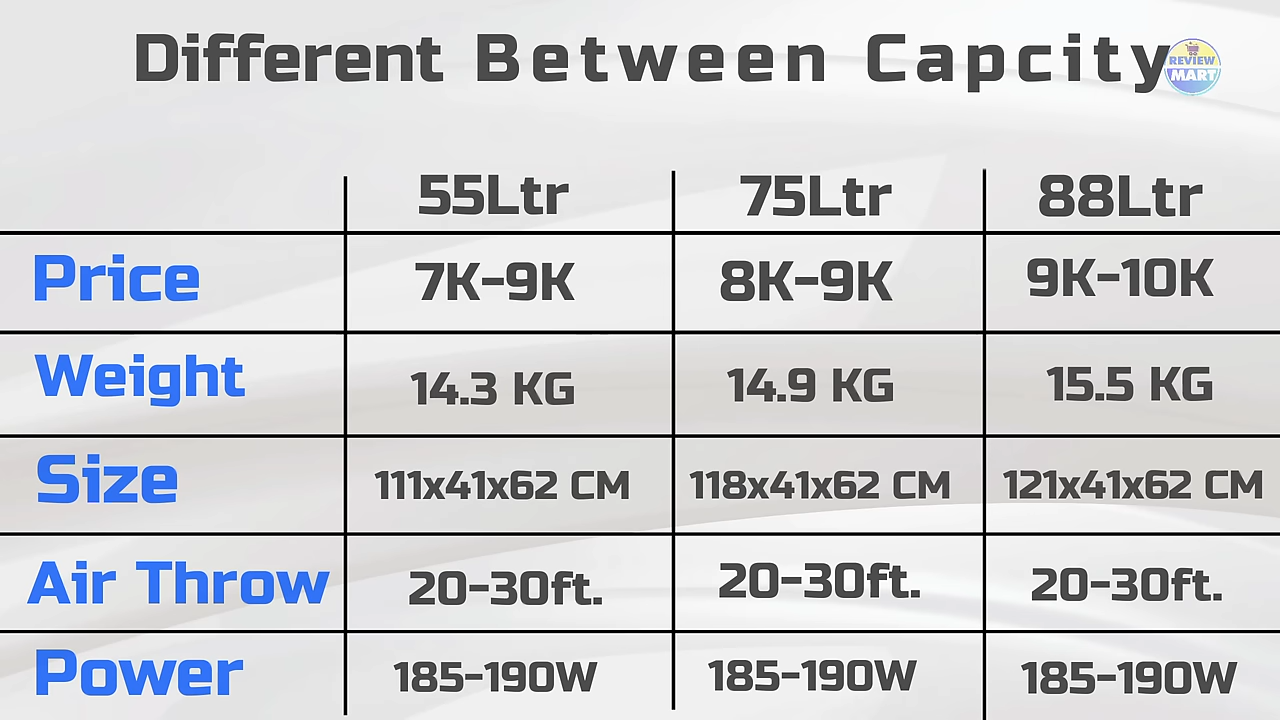 Different Between Capcity
REVIEW
MART
55Ltr 75Ltr 88Ltr
Price 7K-9K 8K-9K 9K-10K
Weight 14.3 KG 14.9 KG 15.5 KG
Size 111x41x62 CM 118x41x62 CM 121x41x62 CM
Air Throw 20-30ft. 20-30ft. 20-30ft.
Power 185-190W 185-190W 185-190W